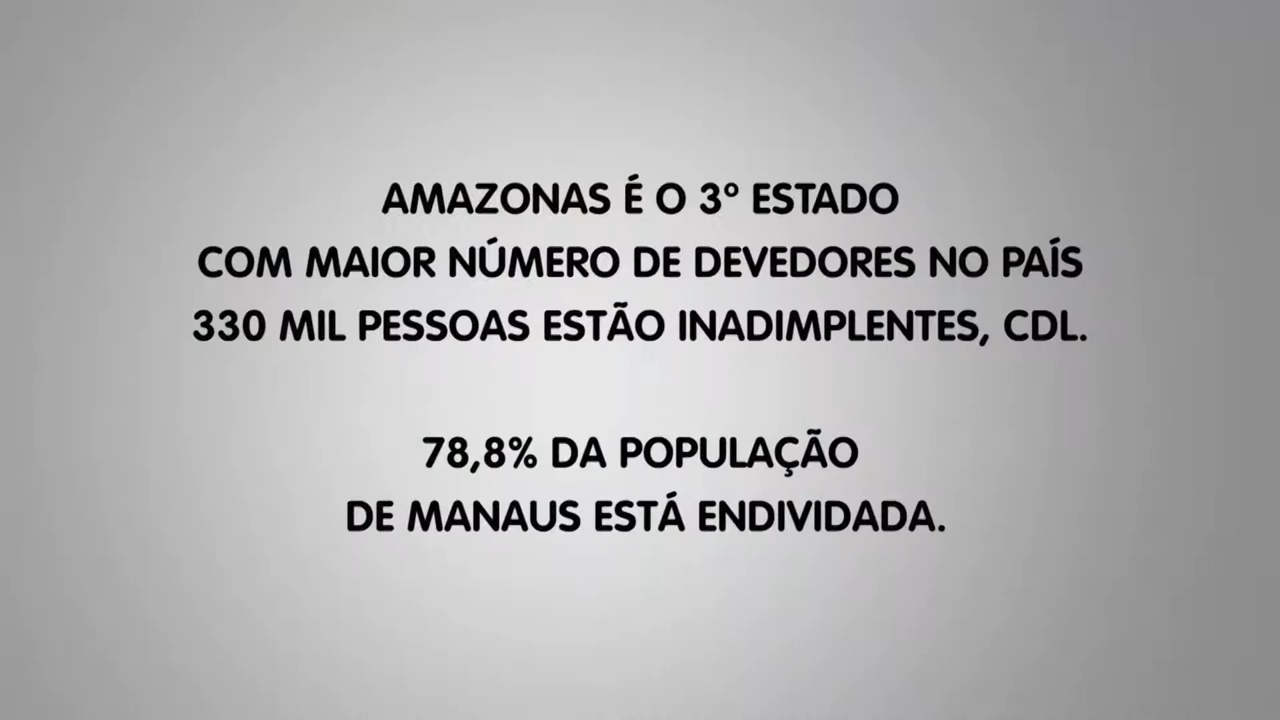 AMAZONAS É O 3º ESTADO
COM MAIOR NÚMERO DE DEVEDORES NO PAÍS
330 MIL PESSOAS ESTÃO INADIMPLENTES, CDL.
78,8% DA POPULAÇÃO
DE MANAUS ESTÁ ENDIVIDADA.